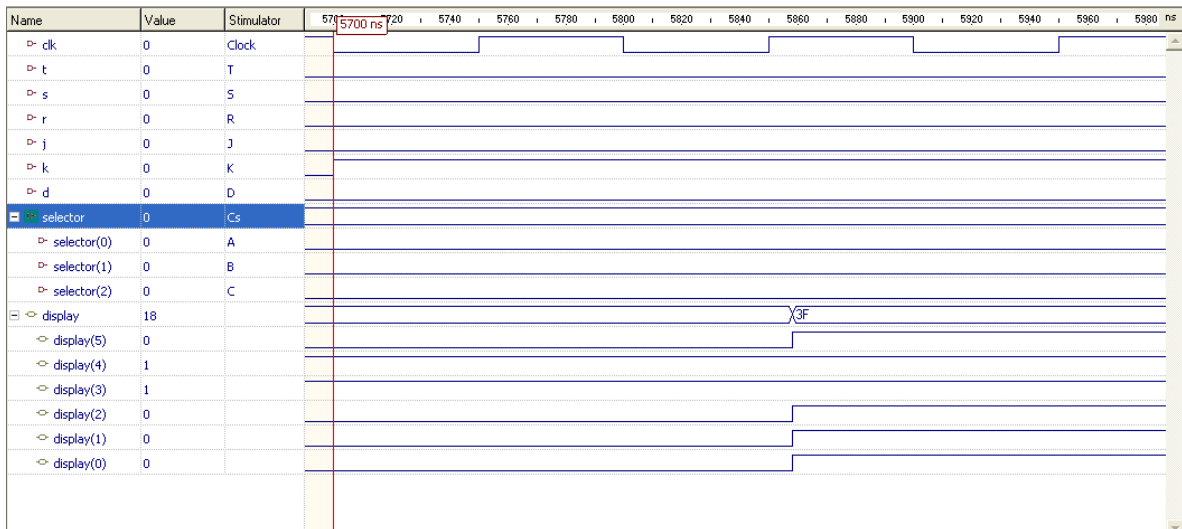 Name Value Stimulator 5720 5740 5760 5780 5800 5820 5840 5860 5880 5900 5920 5940 5960 5980 ns
5700 ns
clk 0 Clock
t 0 T
s 0 S
r 0 R
j 0 J
k 0 K
d 0 D
selector 0 Cs
selector(0) 0 A
selector(1) 0 B
selector(2) 0 C
display 18 3F
display(5) 0
display(4) 1
display(3) 1
display(2) 0
display(1) 0
display(0) 0